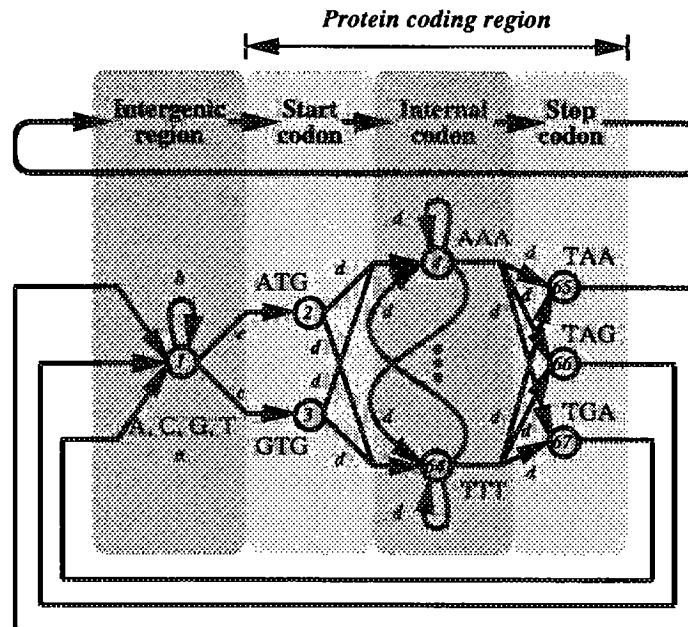 Protein coding region
Intergenic region
Start codon
Internal codon
Stop codon
b
1
A, C, G, T
a
c
c
ATG
2
GTG
3
d
d
d
d
AAA
d
4
d
d
64
TTT
d
d
d
d
d
d
d
TAA
65
TAG
66
TGA
67